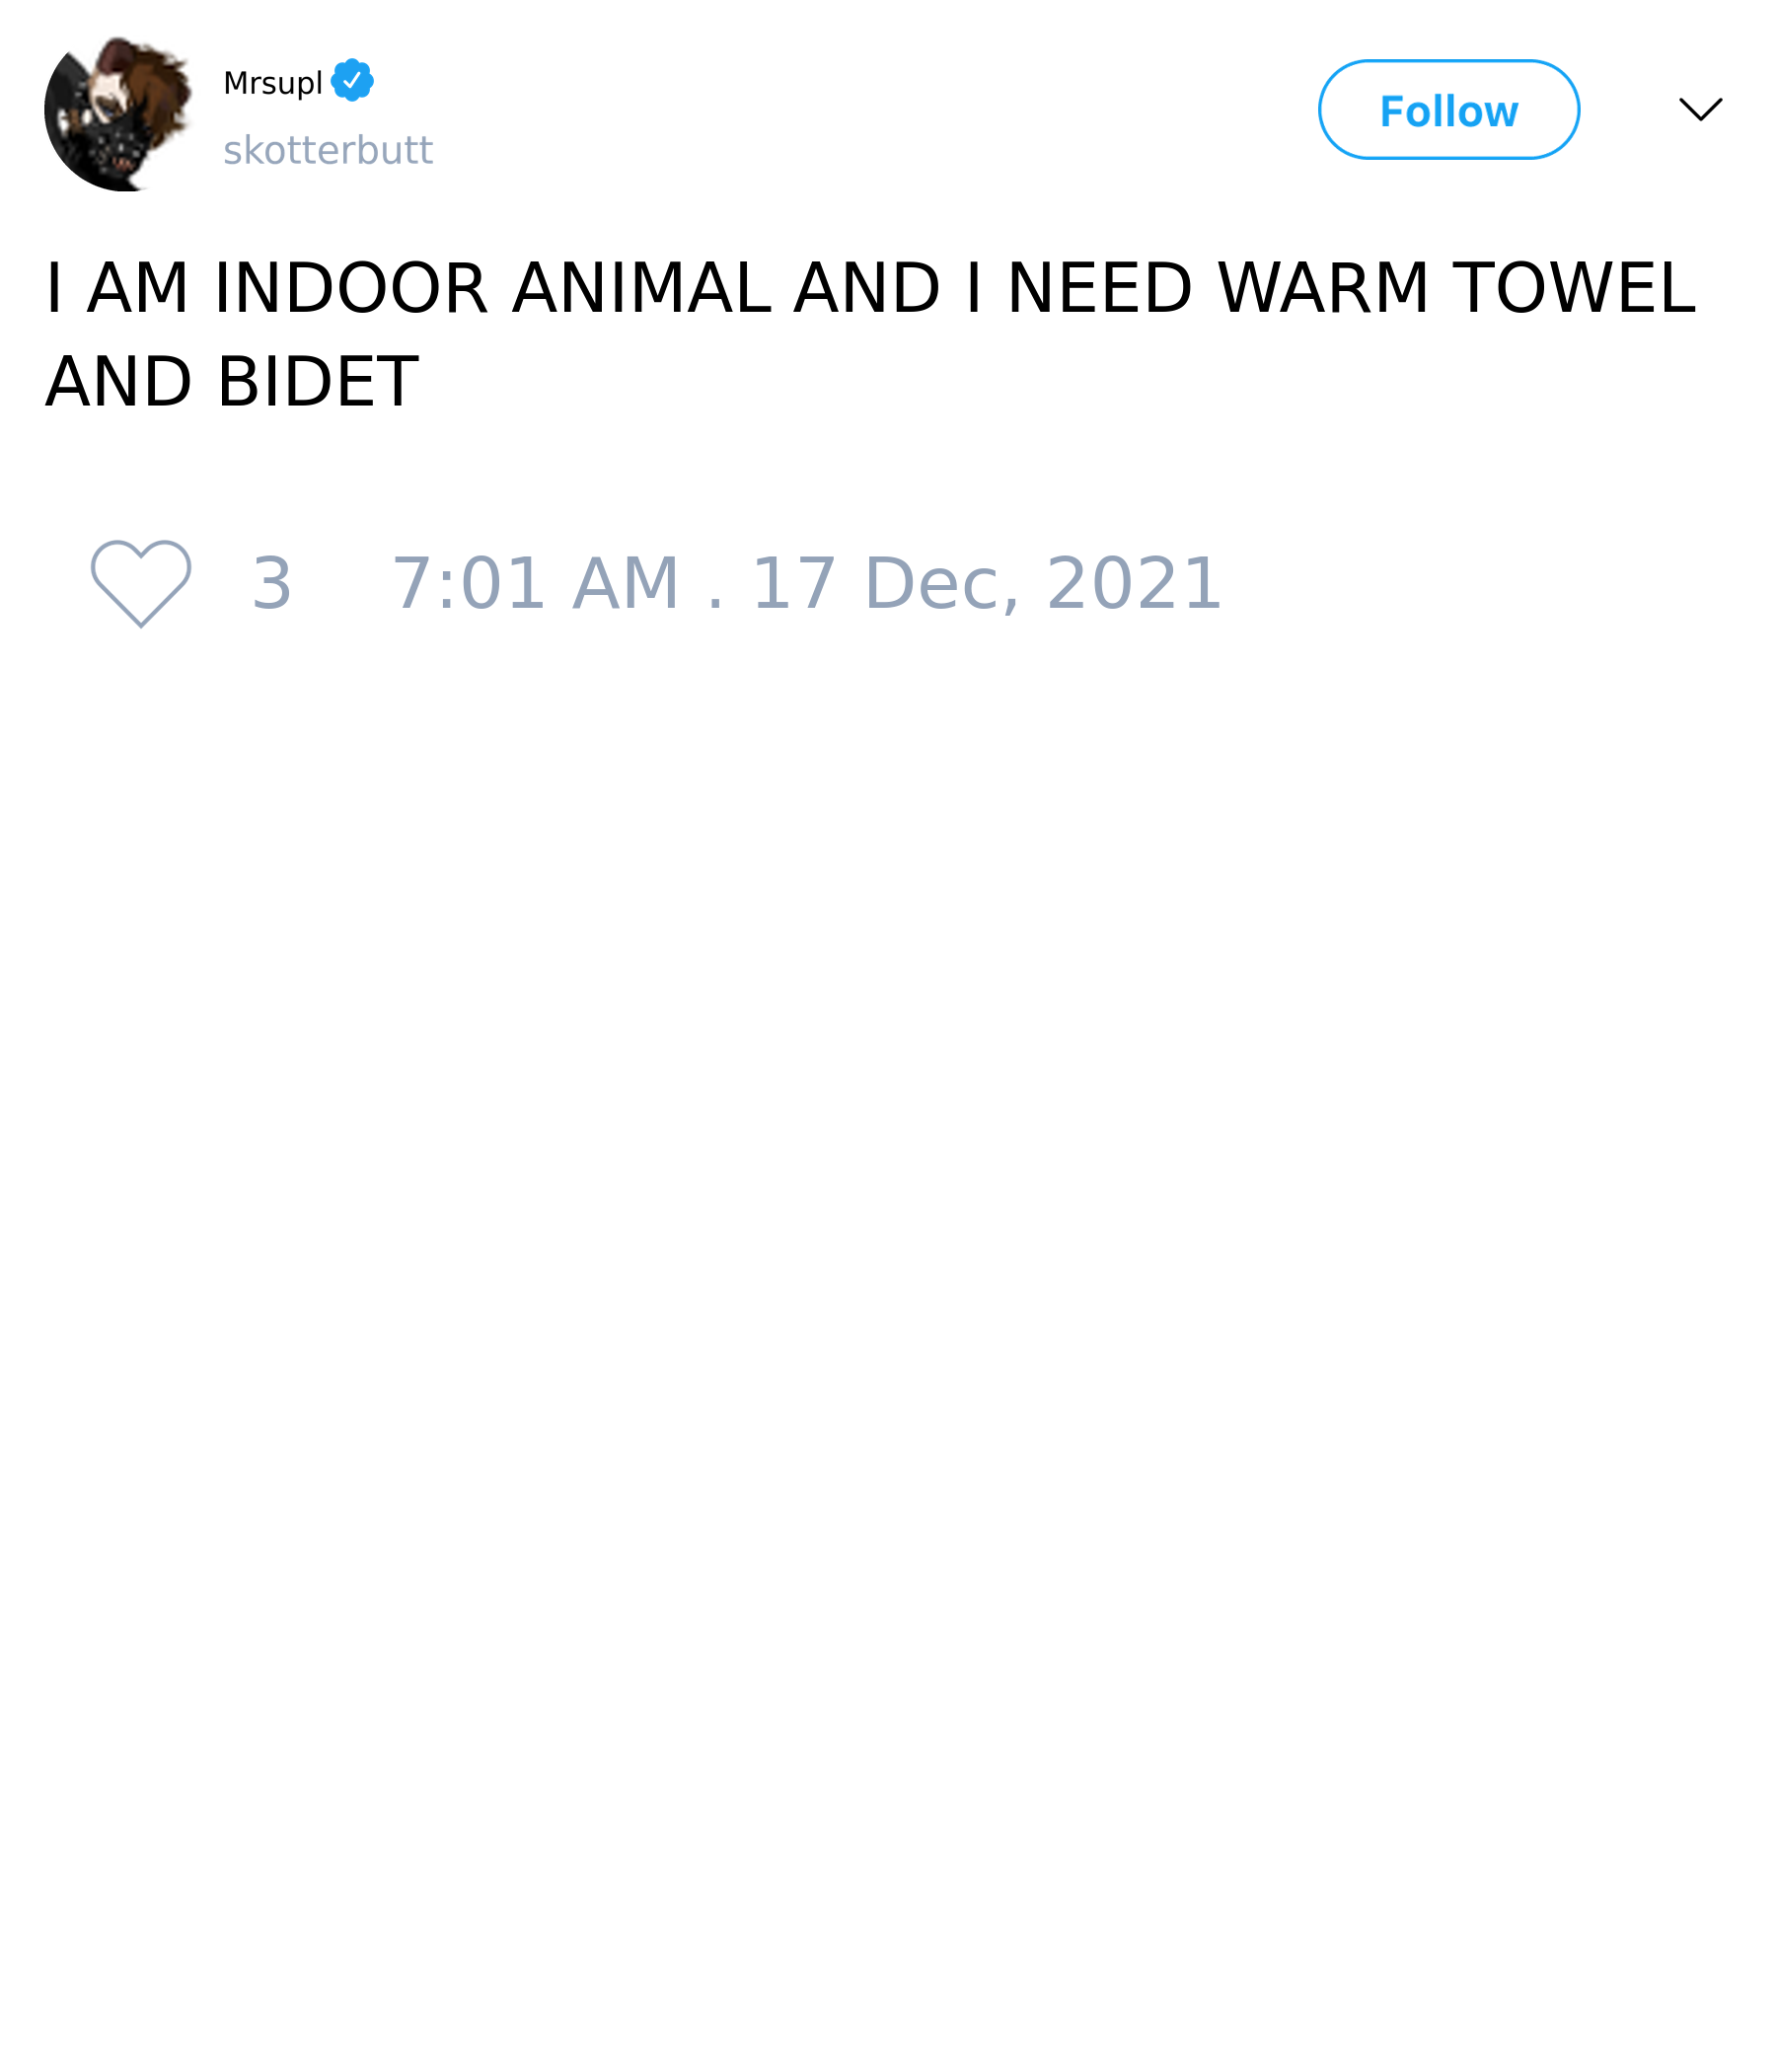 Mrsupl
Follow
skotterbutt
I AM INDOOR ANIMAL AND I NEED WARM TOWEL
AND BIDET
3 7:01 AM . 17 Dec, 2021